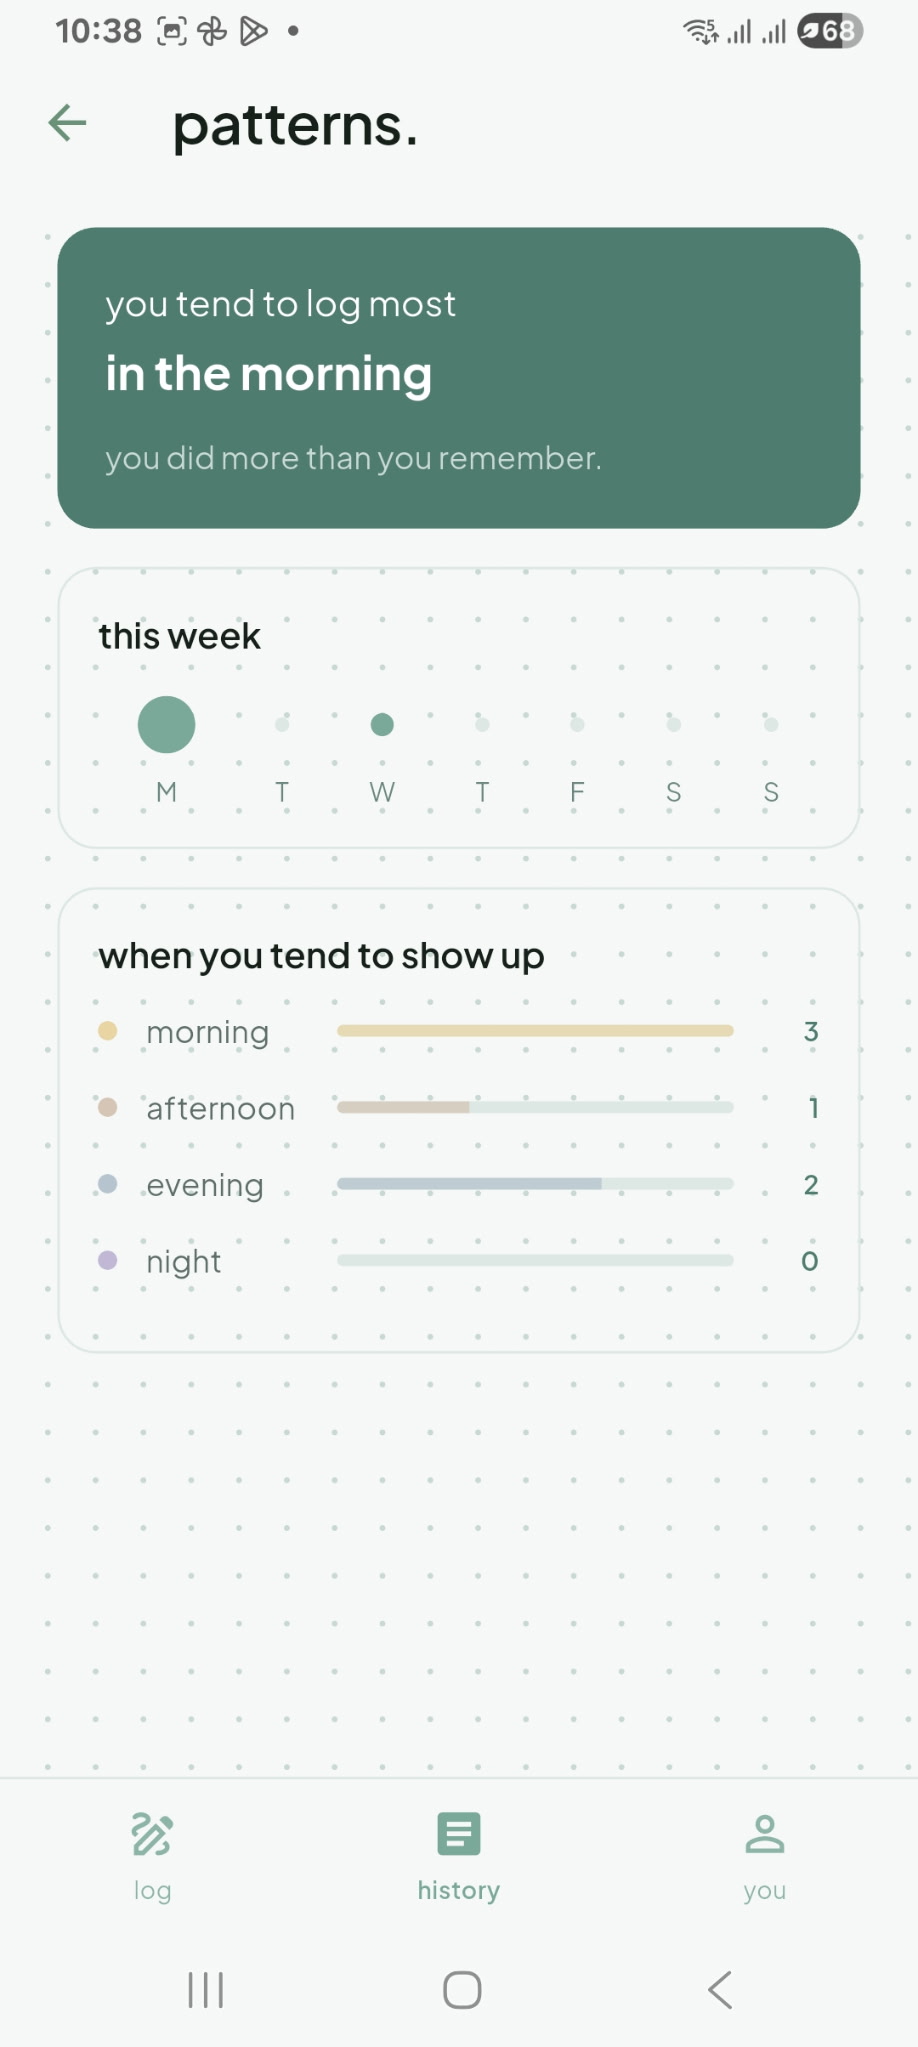 10:38
5
68
patterns.
you tend to log most
in the morning
you did more than you remember.
this week
M T W T F S S
when you tend to show up
morning 3
afternoon 1
evening 2
night 0
log history you